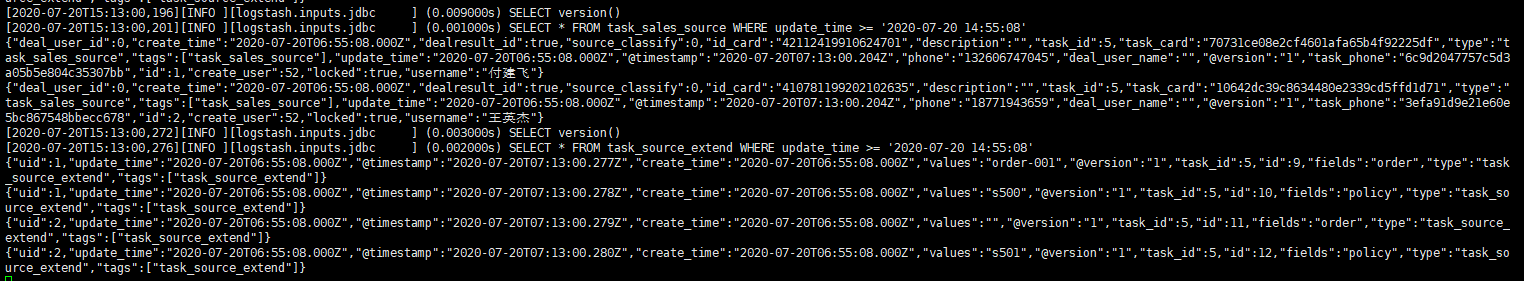 urce_extend","tags":["task_source_extend"]}
[2020-07-20T15:13:00,196][INFO ][logstash.inputs.jdbc     ] (0.009000s) SELECT version()
[2020-07-20T15:13:00,201][INFO ][logstash.inputs.jdbc     ] (0.001000s) SELECT * FROM task_sales_source WHERE update_time >= '2020-07-20 14:55:08'
{"deal_user_id":0,"create_time":"2020-07-20T06:55:08.000Z","dealresult_id":true,"source_classify":0,"id_card":"42112419910624701","description":"","task_id":5,"task_card":"70731ce08e2cf4601afa65b4f92225df","type":"t
ask_sales_source","tags":["task_sales_source"],"update_time":"2020-07-20T06:55:08.000Z","@timestamp":"2020-07-20T07:13:00.204Z","phone":"132606747045","deal_user_name":"","@version":"1","task_phone":"6c9d2047757c5d3
a05b5e804c35307bb","id":1,"create_user":52,"locked":true,"username":"付建飞"}
{"deal_user_id":0,"create_time":"2020-07-20T06:55:08.000Z","dealresult_id":true,"source_classify":0,"id_card":"410781199202102635","description":"","task_id":5,"task_card":"10642dc39c8634480e2339cd5ffd1d71","type":"
task_sales_source","tags":["task_sales_source"],"update_time":"2020-07-20T06:55:08.000Z","@timestamp":"2020-07-20T07:13:00.204Z","phone":"18771943659","deal_user_name":"","@version":"1","task_phone":"3efa91d9e21e60e
5bc867548bbecc678","id":2,"create_user":52,"locked":true,"username":"王英杰"}
[2020-07-20T15:13:00,272][INFO ][logstash.inputs.jdbc     ] (0.003000s) SELECT version()
[2020-07-20T15:13:00,276][INFO ][logstash.inputs.jdbc     ] (0.002000s) SELECT * FROM task_source_extend WHERE update_time >= '2020-07-20 14:55:08'
{"uid":1,"update_time":"2020-07-20T06:55:08.000Z","@timestamp":"2020-07-20T07:13:00.277Z","create_time":"2020-07-20T06:55:08.000Z","values":"order-001","@version":"1","task_id":5,"id":9,"fields":"order","type":"task
_source_extend","tags":["task_source_extend"]}
{"uid":1,"update_time":"2020-07-20T06:55:08.000Z","@timestamp":"2020-07-20T07:13:00.278Z","create_time":"2020-07-20T06:55:08.000Z","values":"s500","@version":"1","task_id":5,"id":10,"fields":"policy","type":"task_so
urce_extend","tags":["task_source_extend"]}
{"uid":2,"update_time":"2020-07-20T06:55:08.000Z","@timestamp":"2020-07-20T07:13:00.279Z","create_time":"2020-07-20T06:55:08.000Z","values":"","@version":"1","task_id":5,"id":11,"fields":"order","type":"task_source_
extend","tags":["task_source_extend"]}
{"uid":2,"update_time":"2020-07-20T06:55:08.000Z","@timestamp":"2020-07-20T07:13:00.280Z","create_time":"2020-07-20T06:55:08.000Z","values":"s501","@version":"1","task_id":5,"id":12,"fields":"policy","type":"task_so
urce_extend","tags":["task_source_extend"]}